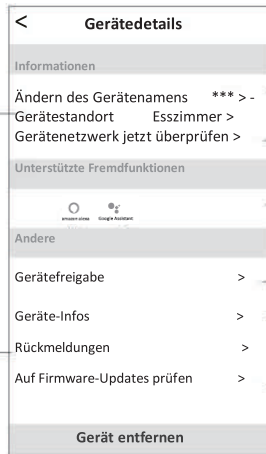 < Gerätedetails
Informationen
Ändern des Gerätenamens *** > -
Gerätestandort Esszimmer >
Gerätenetzwerk jetzt überprüfen >
Unterstützte Fremdfunktionen
amazon alexa Google Assistant
Andere
Gerätefreigabe >
Geräte-Infos >
Rückmeldungen >
Auf Firmware-Updates prüfen >
Gerät entfernen